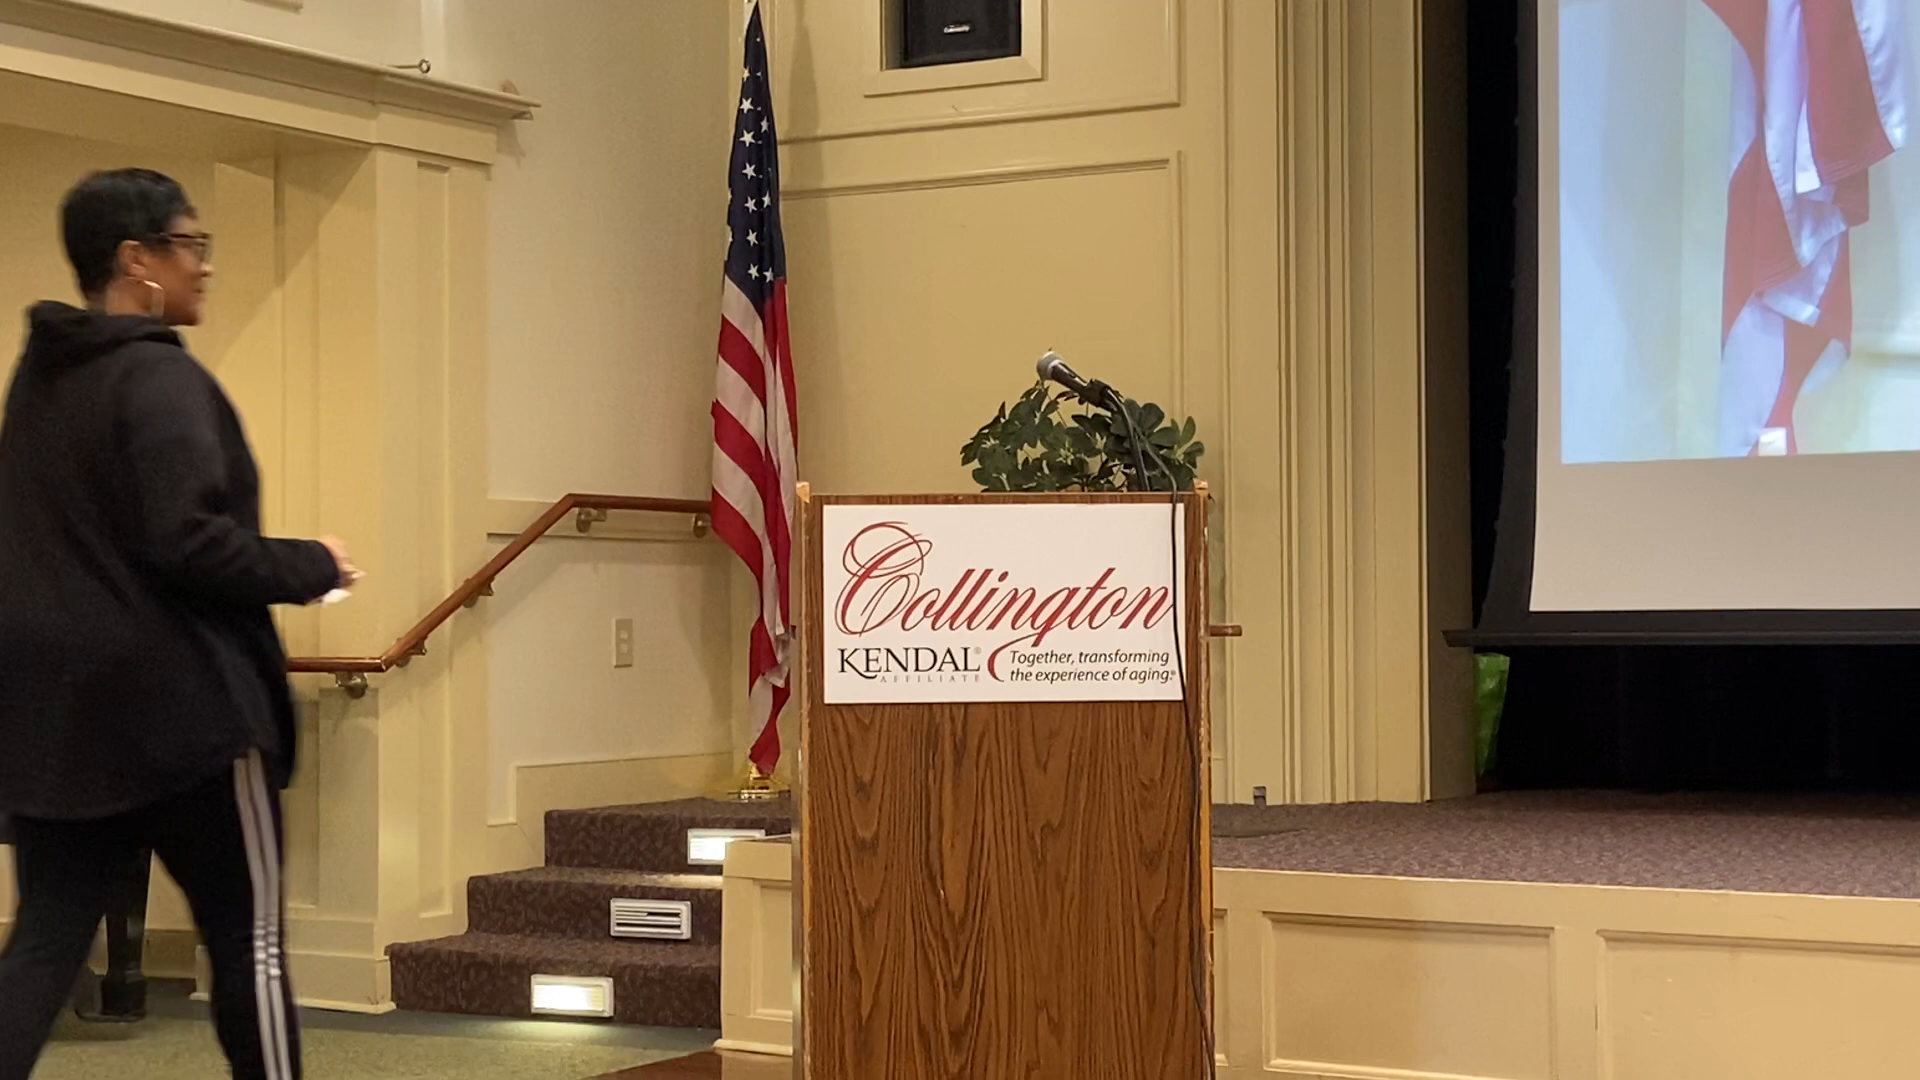 Collington
KENDAL®
AFFILIATE
Together, transforming
the experience of aging.®